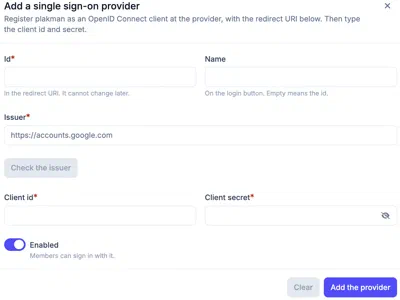 Add a single sign-on provider
Register plakman as an OpenID Connect client at the provider, with the redirect URI below. Then type
the client id and secret.
Id*
Name
In the redirect URI. It cannot change later.
On the login button. Empty means the id.
Issuer*
https://accounts.google.com
Check the issuer
Client id*
Client secret*
Enabled
Members can sign in with it.
Clear
Add the provider